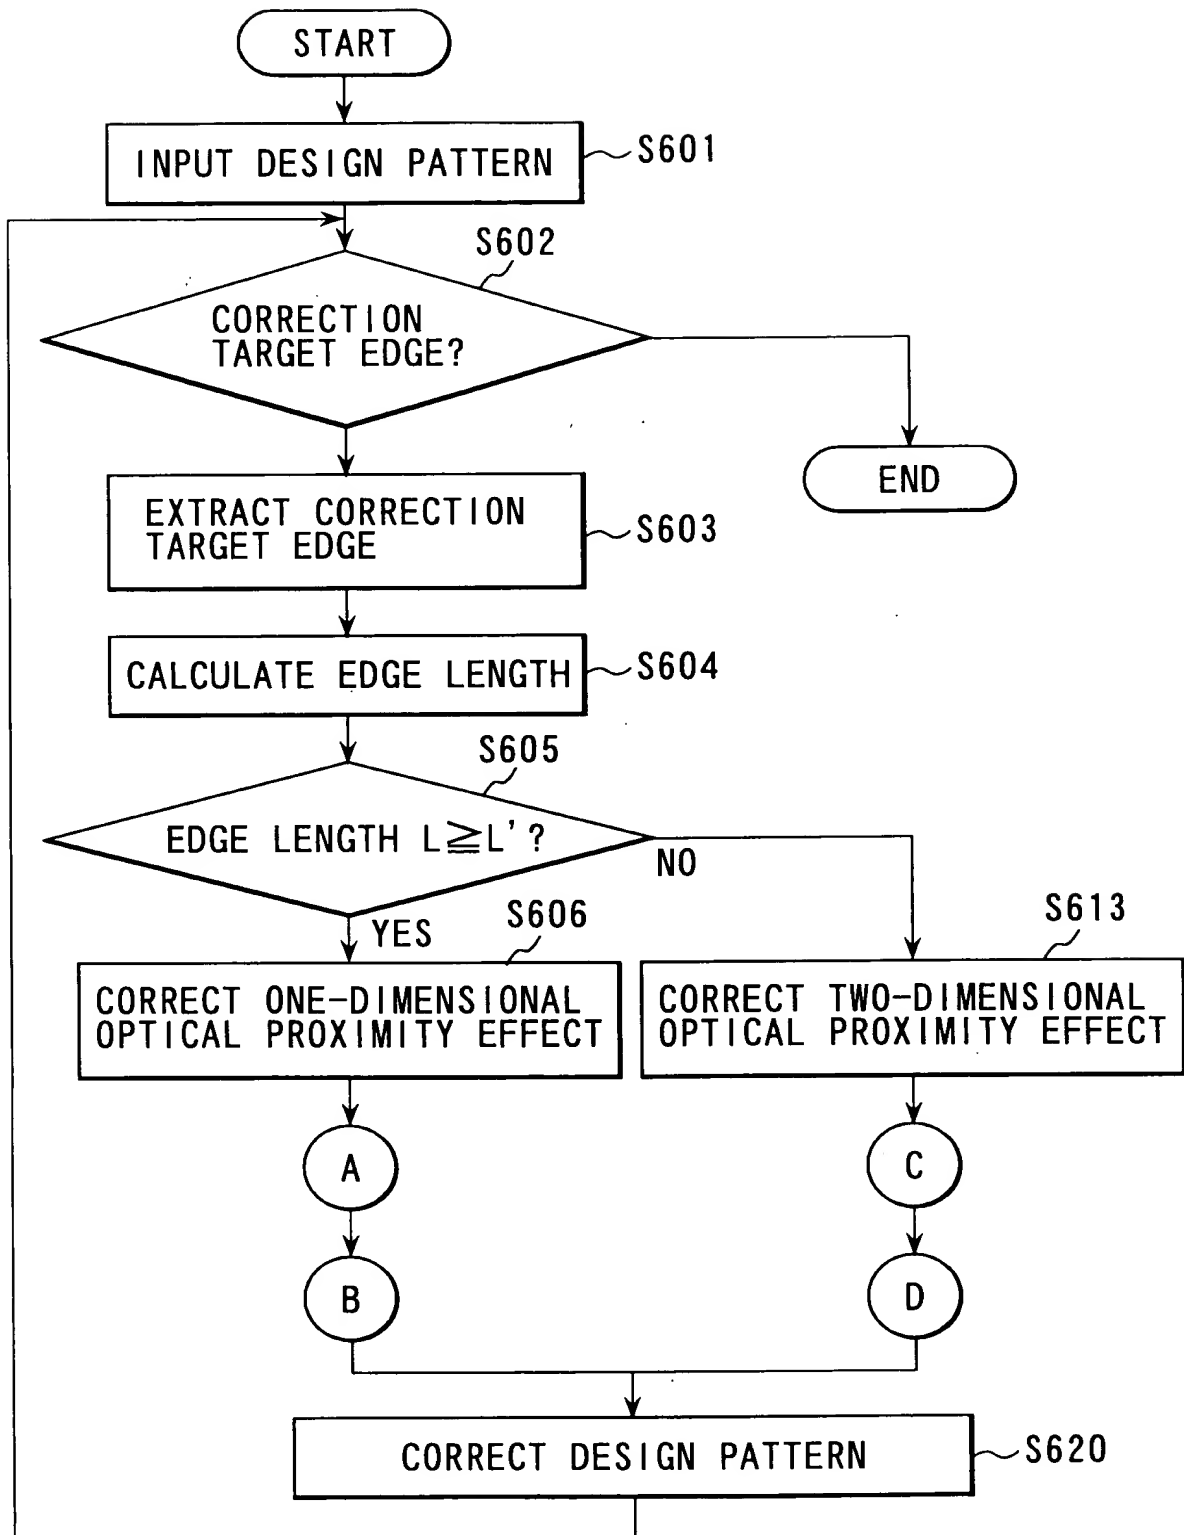 START
INPUT DESIGN PATTERN
S601
S602
CORRECTION
TARGET EDGE?
END
EXTRACT CORRECTION
TARGET EDGE
S603
CALCULATE EDGE LENGTH
S604
S605
EDGE LENGTH L≧L'?
NO
YES
S606
S613
CORRECT ONE-DIMENSIONAL
OPTICAL PROXIMITY EFFECT
CORRECT TWO-DIMENSIONAL
OPTICAL PROXIMITY EFFECT
A
C
B
D
CORRECT DESIGN PATTERN
S620